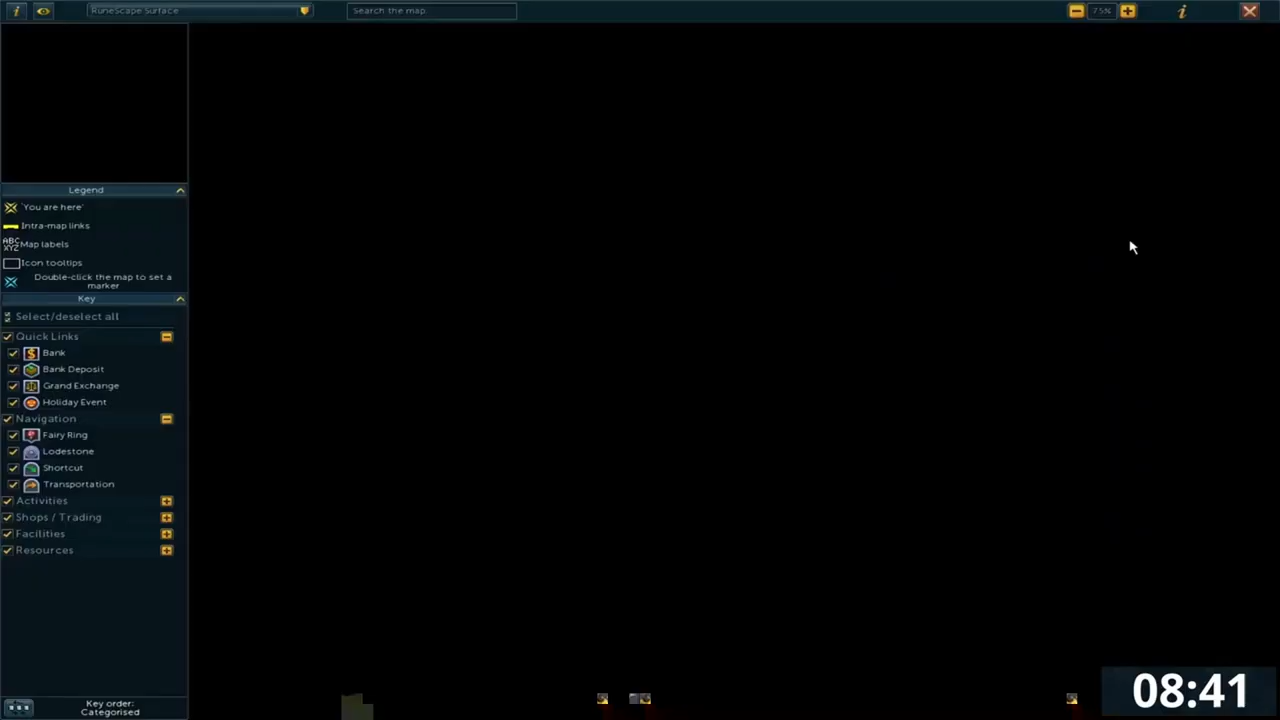 RuneScape Surface
Search the map.
75%
Legend
'You are here'
Intra-map links
ABC
XYZ
Map labels
Icon tooltips
Double-click the map to set a
marker
Key
Select/deselect all
Quick Links
Bank
Bank Deposit
Grand Exchange
Holiday Event
Navigation
Fairy Ring
Lodestone
Shortcut
Transportation
Activities
Shops / Trading
Facilities
Resources
Key order:
Categorised
08:41